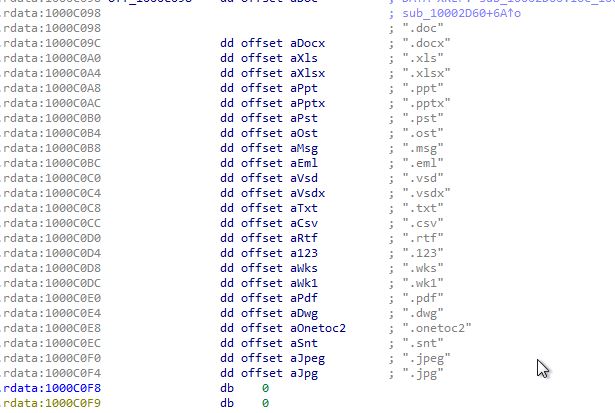 .rdata:1000C098 off_1000C098 dd offset aDoc ; DATA XREF: sub_10002D60
.rdata:1000C098 ; sub_10002D60+6A↑o
.rdata:1000C098 ; ".doc"
.rdata:1000C09C dd offset aDocx ; ".docx"
.rdata:1000C0A0 dd offset aXls ; ".xls"
.rdata:1000C0A4 dd offset aXlsx ; ".xlsx"
.rdata:1000C0A8 dd offset aPpt ; ".ppt"
.rdata:1000C0AC dd offset aPptx ; ".pptx"
.rdata:1000C0B0 dd offset aPst ; ".pst"
.rdata:1000C0B4 dd offset aOst ; ".ost"
.rdata:1000C0B8 dd offset aMsg ; ".msg"
.rdata:1000C0BC dd offset aEml ; ".eml"
.rdata:1000C0C0 dd offset aVsd ; ".vsd"
.rdata:1000C0C4 dd offset aVsdx ; ".vsdx"
.rdata:1000C0C8 dd offset aTxt ; ".txt"
.rdata:1000C0CC dd offset aCsv ; ".csv"
.rdata:1000C0D0 dd offset aRtf ; ".rtf"
.rdata:1000C0D4 dd offset a123 ; ".123"
.rdata:1000C0D8 dd offset aWks ; ".wks"
.rdata:1000C0DC dd offset aWk1 ; ".wk1"
.rdata:1000C0E0 dd offset aPdf ; ".pdf"
.rdata:1000C0E4 dd offset aDwg ; ".dwg"
.rdata:1000C0E8 dd offset aOnetoc2 ; ".onetoc2"
.rdata:1000C0EC dd offset aSnt ; ".snt"
.rdata:1000C0F0 dd offset aJpeg ; ".jpeg"
.rdata:1000C0F4 dd offset aJpg ; ".jpg"
.rdata:1000C0F8 db 0
.rdata:1000C0F9 db 0